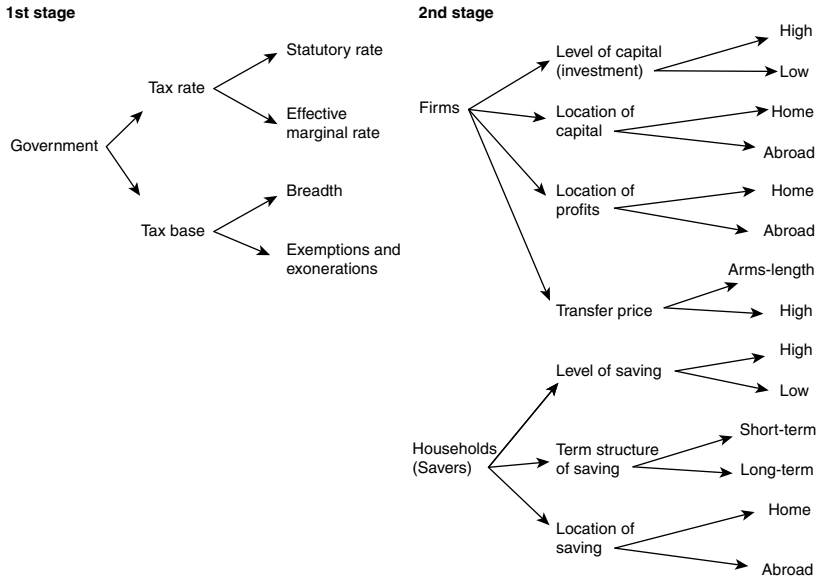 1st stage
Government
Tax rate
Statutory rate
Effective
marginal rate
Tax base
Breadth
Exemptions and
exonerations
2nd stage
Firms
Level of capital
(investment)
High
Low
Location of
capital
Home
Abroad
Location of
profits
Home
Abroad
Transfer price
Arms-length
High
Households
(Savers)
Level of saving
High
Low
Term structure
of saving
Short-term
Long-term
Location of
saving
Home
Abroad